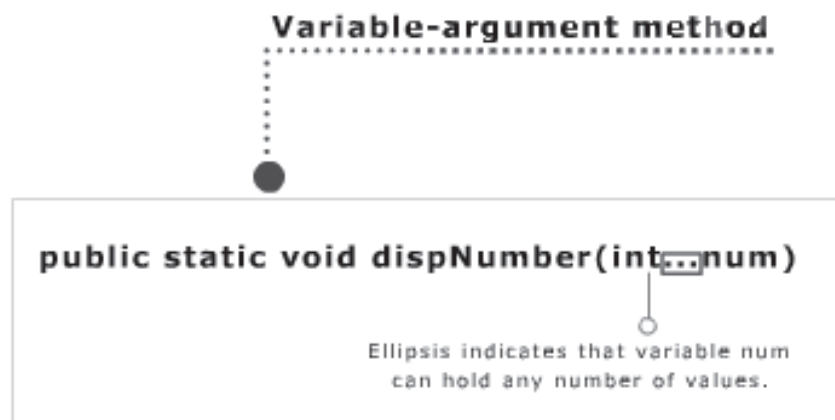 Variable-argument method
public static void dispNumber(int...num)
Ellipsis indicates that variable num
can hold any number of values.